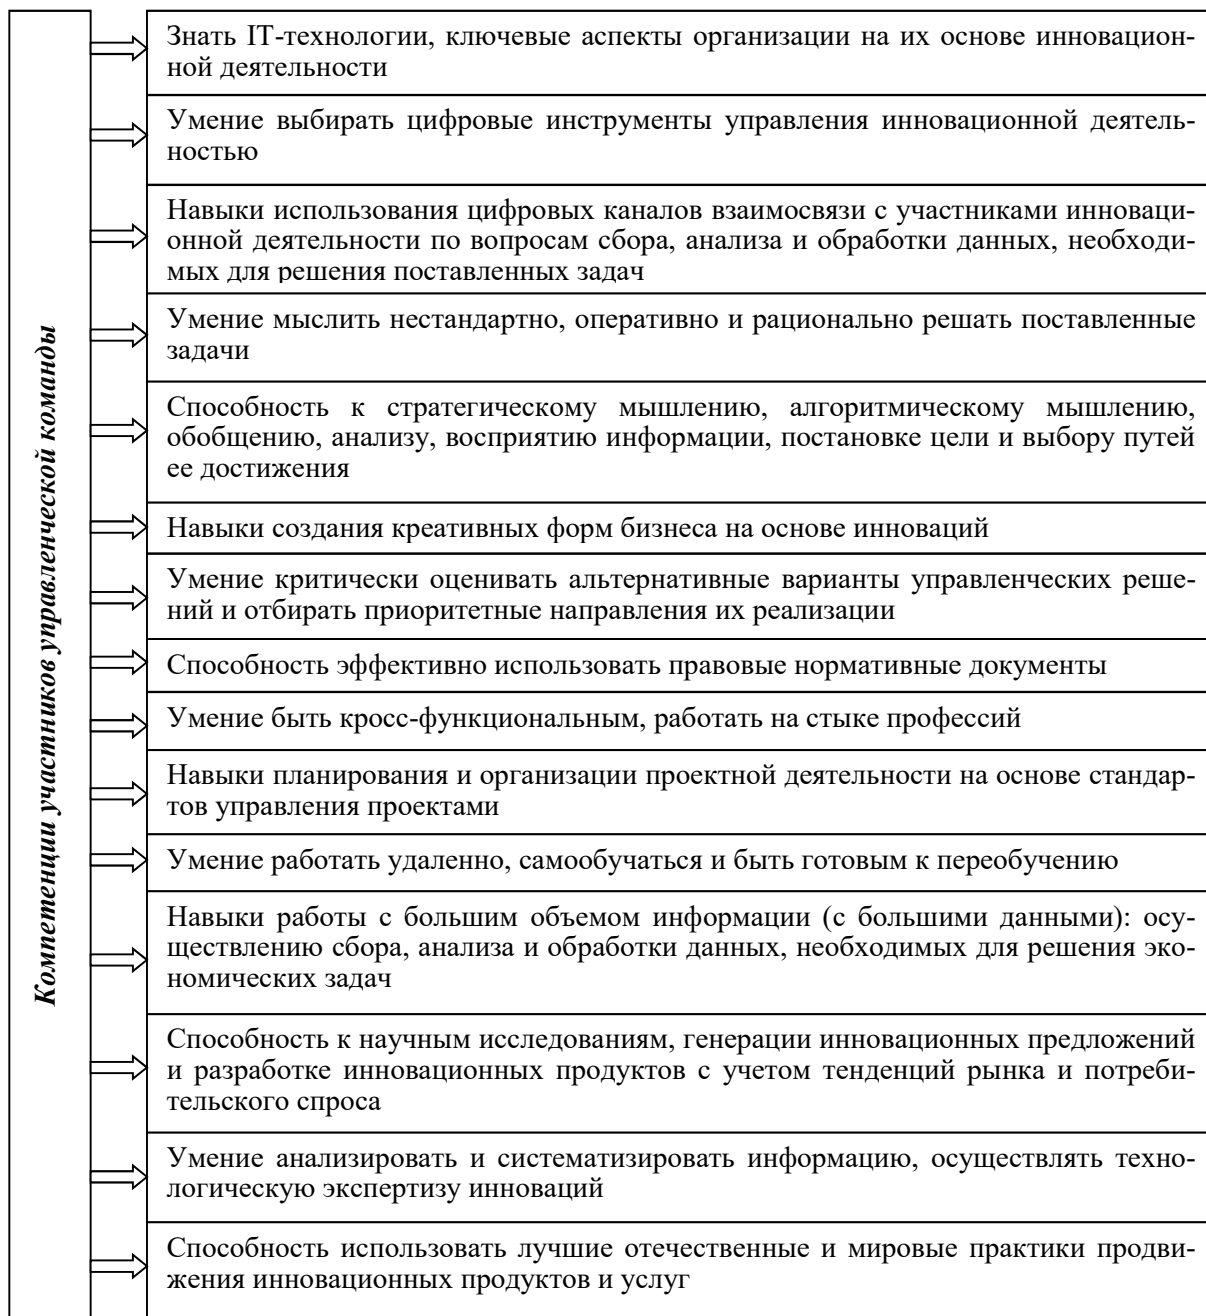 Компетенции участников управленческой команды
Знать IT-технологии, ключевые аспекты организации на их основе инновацион-
ной деятельности
Умение выбирать цифровые инструменты управления инновационной деятель-
ностью
Навыки использования цифровых каналов взаимосвязи с участниками инноваци-
онной деятельности по вопросам сбора, анализа и обработки данных, необходи-
мых для решения поставленных задач
Умение мыслить нестандартно, оперативно и рационально решать поставленные
задачи
Способность к стратегическому мышлению, алгоритмическому мышлению,
обобщению, анализу, восприятию информации, постановке цели и выбору путей
ее достижения
Навыки создания креативных форм бизнеса на основе инноваций
Умение критически оценивать альтернативные варианты управленческих реше-
ний и отбирать приоритетные направления их реализации
Способность эффективно использовать правовые нормативные документы
Умение быть кросс-функциональным, работать на стыке профессий
Навыки планирования и организации проектной деятельности на основе стандар-
тов управления проектами
Умение работать удаленно, самообучаться и быть готовым к переобучению
Навыки работы с большим объемом информации (с большими данными): осу-
ществлению сбора, анализа и обработки данных, необходимых для решения эко-
номических задач
Способность к научным исследованиям, генерации инновационных предложений
и разработке инновационных продуктов с учетом тенденций рынка и потреби-
тельского спроса
Умение анализировать и систематизировать информацию, осуществлять техно-
логическую экспертизу инноваций
Способность использовать лучшие отечественные и мировые практики продви-
жения инновационных продуктов и услуг